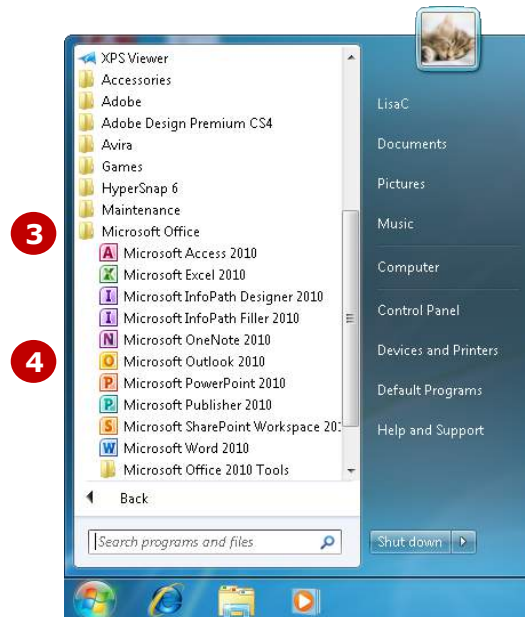 XPS Viewer
Accessories
Adobe
Adobe Design Premium CS4
Avira
Games
HyperSnap 6
Maintenance
3
Microsoft Office
Microsoft Access 2010
Microsoft Excel 2010
Microsoft InfoPath Designer 2010
Microsoft InfoPath Filler 2010
Microsoft OneNote 2010
4
Microsoft Outlook 2010
Microsoft PowerPoint 2010
Microsoft Publisher 2010
Microsoft SharePoint Workspace 20
Microsoft Word 2010
Microsoft Office 2010 Tools
Back
Search programs and files
LisaC
Documents
Pictures
Music
Computer
Control Panel
Devices and Printers
Default Programs
Help and Support
Shut down